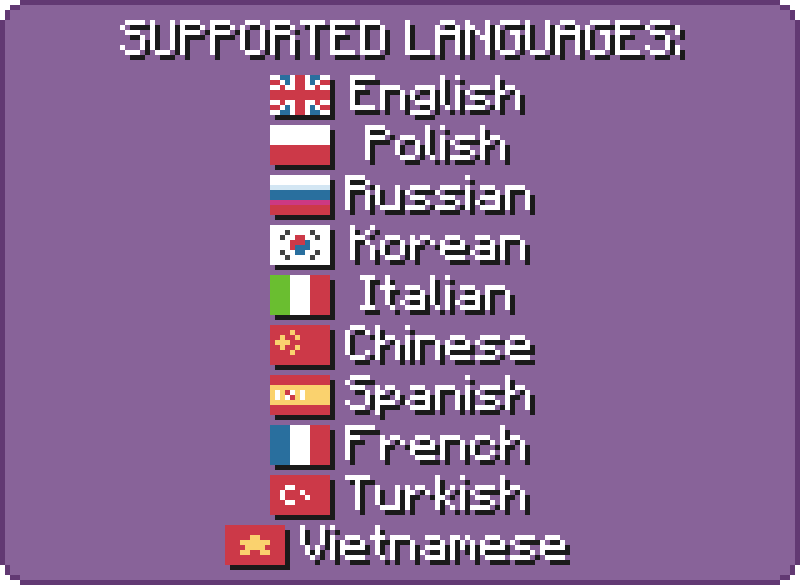 SUPPORTED LANGUAGES:
English
Polish
Russian
Korean
Italian
Chinese
Spanish
French
Turkish
Vietnamese